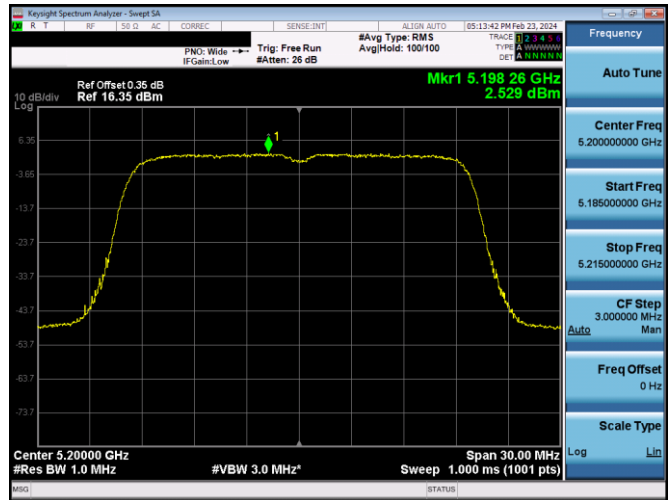 Keysight Spectrum Analyzer - Swept SA
R T RF 50 Ω AC CORREC SENSE:INT ALIGN AUTO 05:13:42 PM Feb 23, 2024
PNO: Wide Trig: Free Run #Avg Type: RMS TRACE 1 2 3 4 5 6
IFGain:Low #Atten: 26 dB Avg|Hold: 100/100 TYPE A WWWWW
DET A N N N N N
Mkr1 5.198 26 GHz
2.529 dBm
Ref Offset 0.35 dB
10 dB/div Ref 16.35 dBm
Log
1
6.35
-3.65
-13.7
-23.7
-33.7
-43.7
-53.7
-63.7
-73.7
Center 5.20000 GHz Span 30.00 MHz
#Res BW 1.0 MHz #VBW 3.0 MHz* Sweep 1.000 ms (1001 pts)
MSG STATUS
Frequency
Auto Tune
Center Freq
5.200000000 GHz
Start Freq
5.185000000 GHz
Stop Freq
5.215000000 GHz
CF Step
3.000000 MHz
Auto Man
Freq Offset
0 Hz
Scale Type
Log Lin